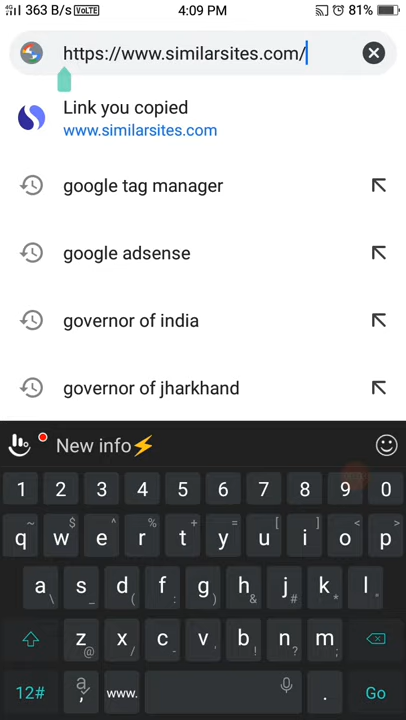 4G 363 B/s VoLTE 4:09 PM 81%
https://www.similarsites.com/
Link you copied
www.similarsites.com
google tag manager
google adsense
governor of india
governor of jharkhand
New info⚡
1 2 3 4 5 6 7 8 9 0
~ $ ^ % + = [ ] < >
q w e r t y u i o p
a s d f g h j k l
\ _ ( : ) & # * "
z x c v b n m
@ / - ' ! ? ;
12# a , www. . Go